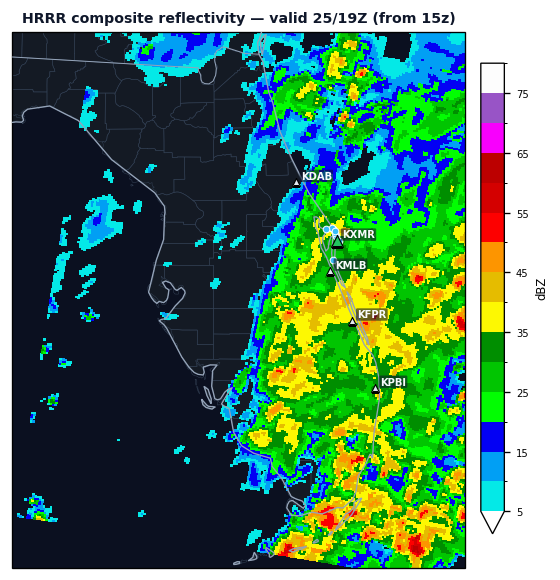 HRRR composite reflectivity — valid 25/19Z (from 15z)
KDAB
KXMR
KMLB
KFPR
KPBI
75
65
55
45
35
25
15
5
dBZ